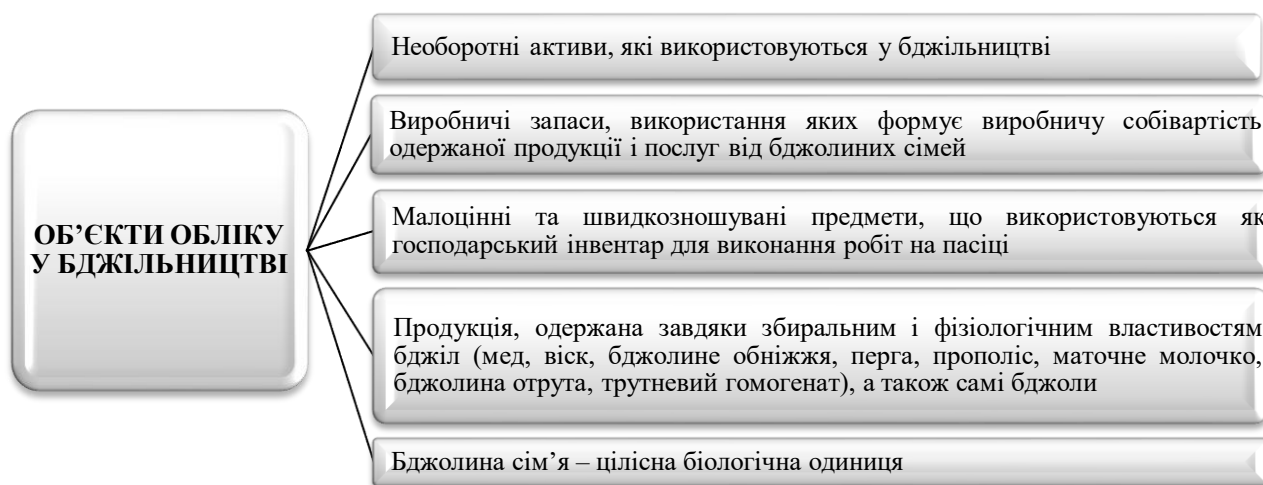 ОБ’ЄКТИ ОБЛІКУ
У БДЖІЛЬНИЦТВІ
Необоротні активи, які використовуються у бджільництві
Виробничі запаси, використання яких формує виробничу собівартість
одержаної продукції і послуг від бджолиних сімей
Малоцінні та швидкозношувані предмети, що використовуються як
господарський інвентар для виконання робіт на пасіці
Продукція, одержана завдяки збиральним і фізіологічним властивостям
бджіл (мед, віск, бджолине обніжжя, перга, прополіс, маточне молочко,
бджолина отрута, трутневий гомогенат), а також самі бджоли
Бджолина сім’я – цілісна біологічна одиниця